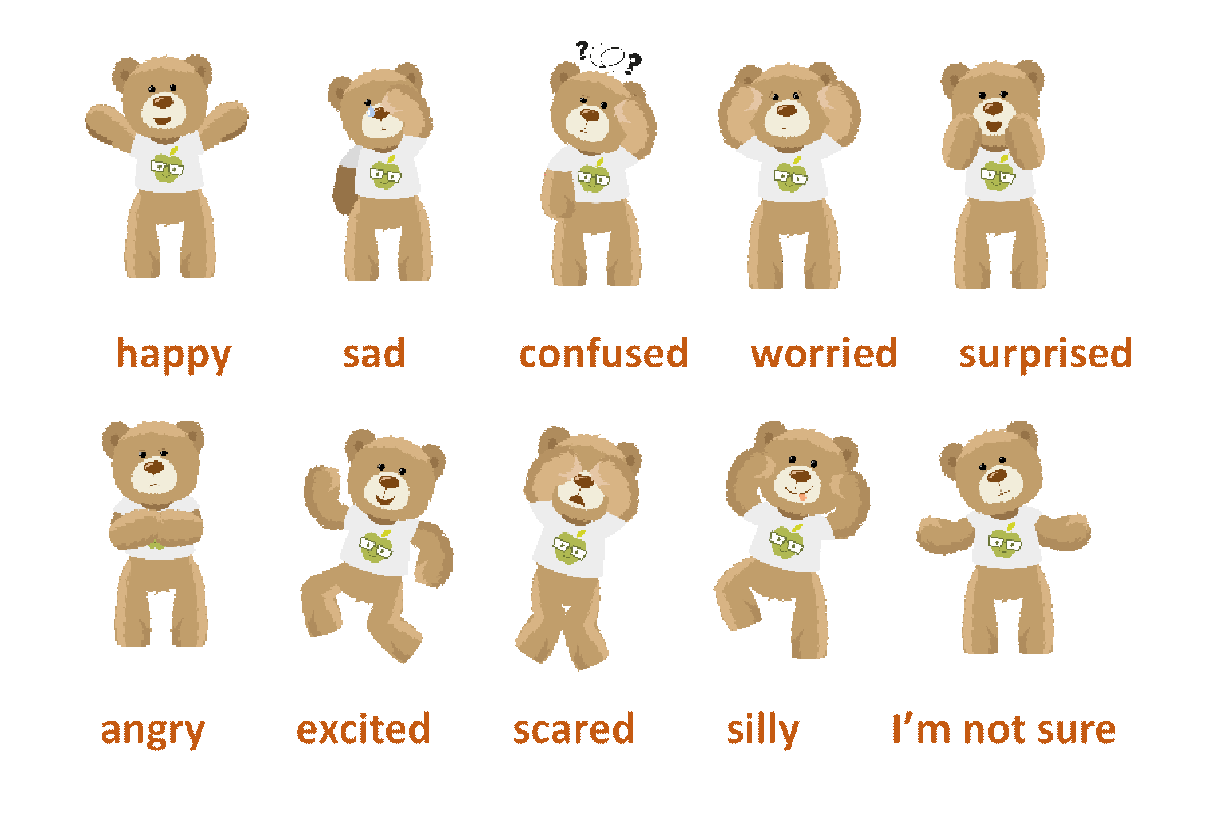 ? ?
happy sad confused worried surprised
angry excited scared silly I'm not sure